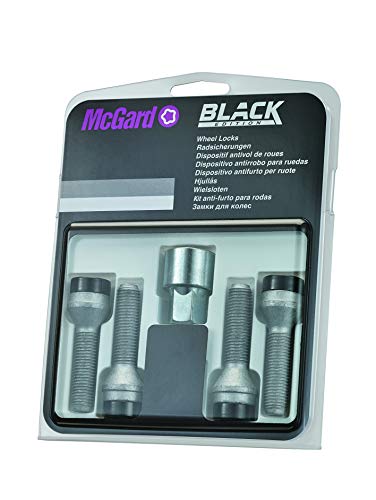 McGard
BLACK
EDITION
Wheel Locks
Radsicherungen
Dispositif antivol de roues
Dispositivo antirrobo para ruedas
Dispositivo antifurto per ruote
Hjullås
Wielsloten
Kit anti-furto para rodas
Замки для колес